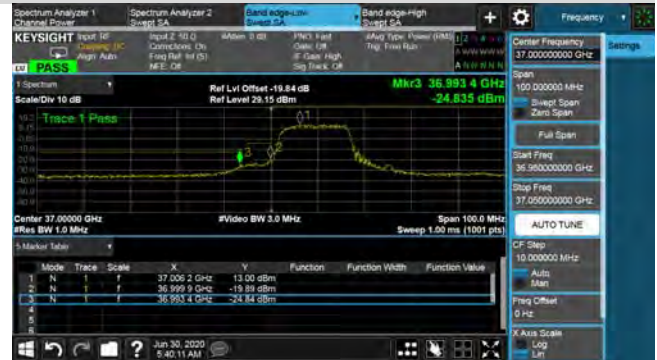 Spectrum Analyzer 1
Channel Power
Spectrum Analyzer 2
Swept SA
Band edge-Low
Swept SA
Band edge-High
Swept SA
Frequency
KEYSIGHT Input: RF
Coupling: DC
Align: Auto
Input Z: 50 Ω
Corrections: On
Freq Ref: Int (S)
NFE: Off
#Atten: 0 dB
PNO: Fast
Gate: Off
IF Gain: High
Sig Track: Off
#Avg Type: Power (RMS)
Trig: Free Run
PASS
Center Frequency
37.000000000 GHz
Settings
Span
100.000000 MHz
Swept Span
Zero Span
Full Span
Start Freq
36.950000000 GHz
Stop Freq
37.050000000 GHz
AUTO TUNE
CF Step
10.000000 MHz
Auto
Man
Freq Offset
0 Hz
X Axis Scale
Log
Lin
1 Spectrum
Scale/Div 10 dB
Ref Lvl Offset -19.84 dB
Ref Level 29.15 dBm
Mkr3 36.993 4 GHz
-24.835 dBm
Trace 1 Pass
Center 37.00000 GHz
#Res BW 1.0 MHz
#Video BW 3.0 MHz
Span 100.0 MHz
Sweep 1.00 ms (1001 pts)
5 Marker Table
Mode Trace Scale X Y Function Function Width Function Value
1 N 1 f 37.006 2 GHz 13.00 dBm
2 N 1 f 36.999 9 GHz -19.89 dBm
3 N 1 f 36.993 4 GHz -24.84 dBm
4
5
6
Jun 30, 2020
5:40:11 AM